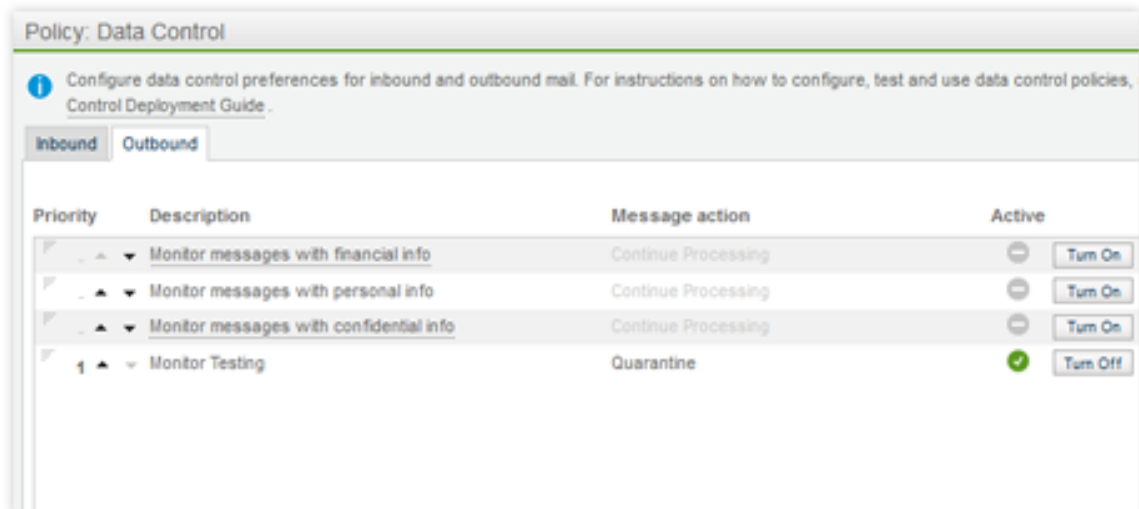 Policy: Data Control
Configure data control preferences for inbound and outbound mail. For instructions on how to configure, test and use data control policies,
Control Deployment Guide .
Inbound Outbound
Priority Description Message action Active
Monitor messages with financial info Continue Processing Turn On
Monitor messages with personal info Continue Processing Turn On
Monitor messages with confidential info Continue Processing Turn On
1 Monitor Testing Quarantine Turn Off